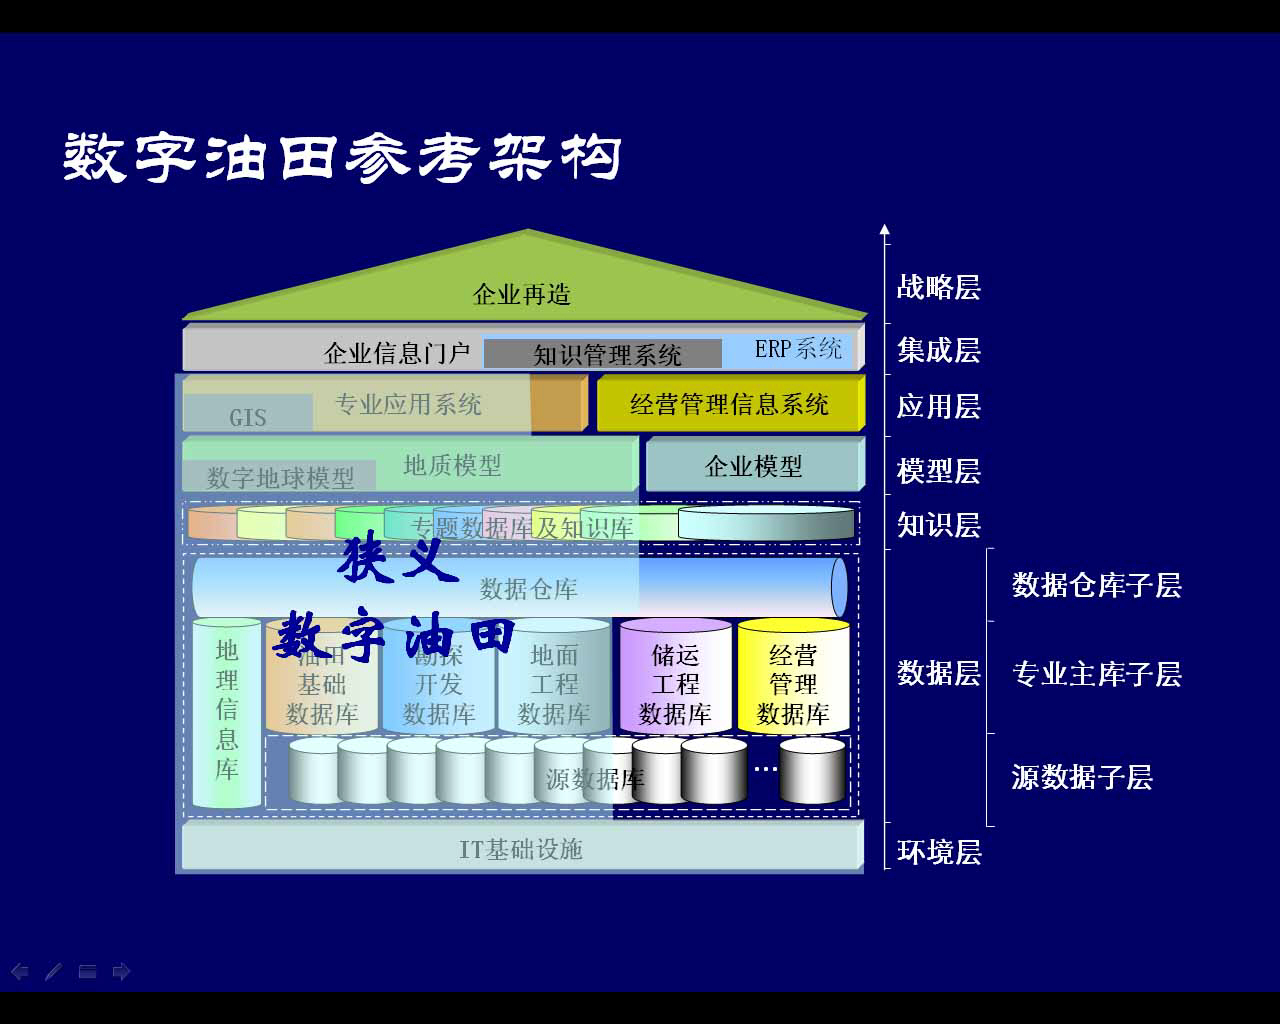 数字油田参考架构
企业再造
战略层
企业信息门户
知识管理系统
ERP系统
集成层
GIS
专业应用系统
经营管理信息系统
应用层
数字地球模型
地质模型
企业模型
模型层
专题数据库及知识库
知识层
狭义
数字油田
数据仓库
数据仓库子层
地理信息库
油田
基础
数据库
勘探
开发
数据库
地面
工程
数据库
储运
工程
数据库
经营
管理
数据库
数据层
专业主库子层
源数据库
...
源数据子层
IT基础设施
环境层